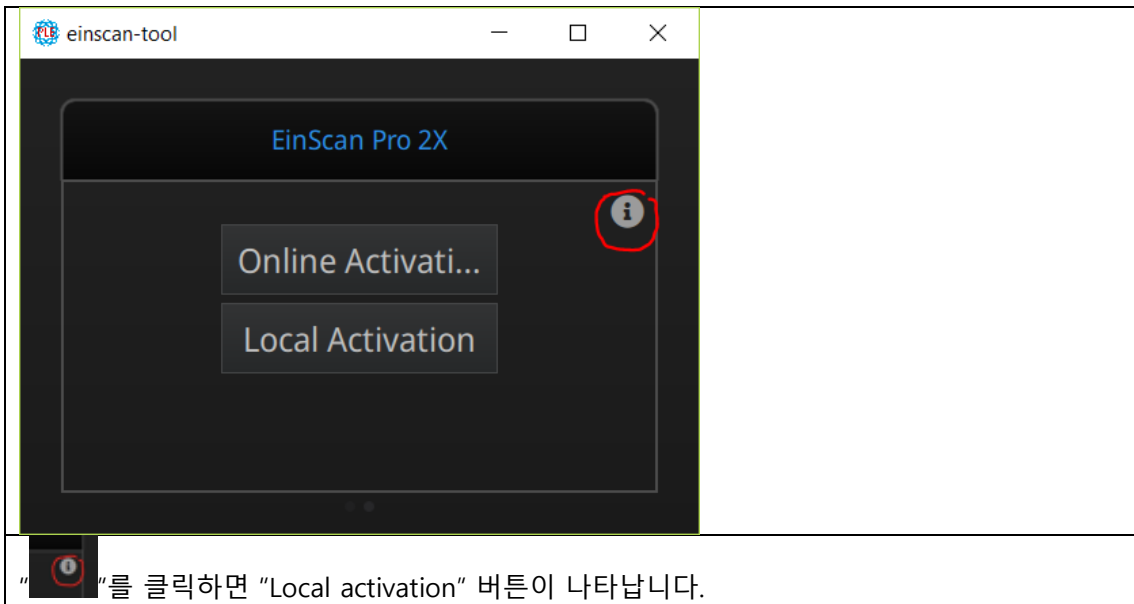 einscan-tool
EinScan Pro 2X
Online Activati...
Local Activation
“ ”를 클릭하면 “Local activation” 버튼이 나타납니다.